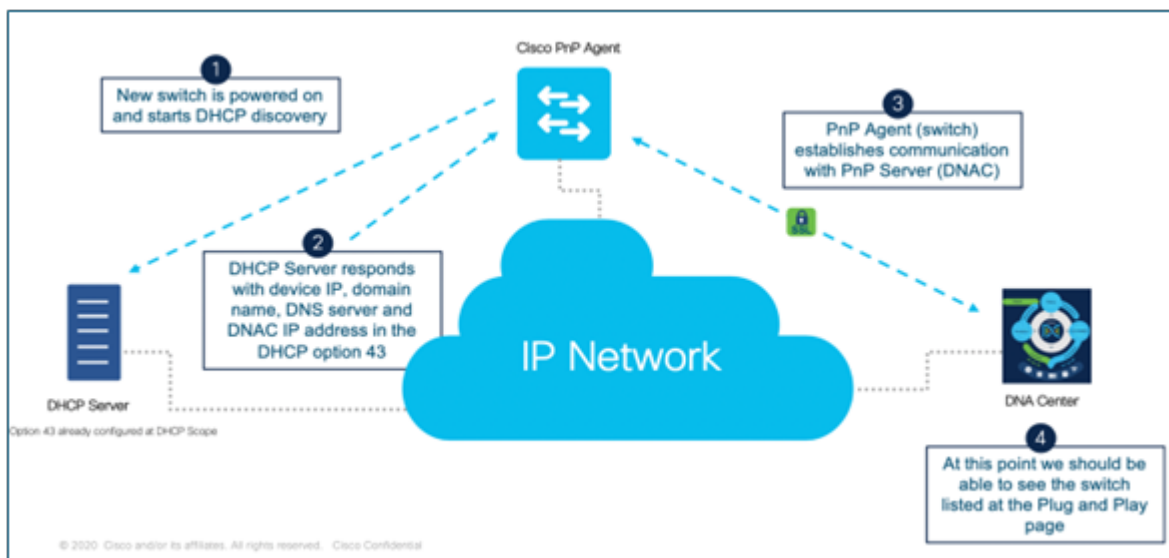 Cisco PnP Agent
1
New switch is powered on
and starts DHCP discovery
3
PnP Agent (switch)
establishes communication
with PnP Server (DNAC)
SSL
2
DHCP Server responds
with device IP, domain
name, DNS server and
DNAC IP address in the
DHCP option 43
IP Network
DHCP Server
Option 43 already configured at DHCP Scope
DNA Center
4
At this point we should be
able to see the switch
listed at the Plug and Play
page
© 2020 Cisco and/or its affiliates. All rights reserved. Cisco Confidential